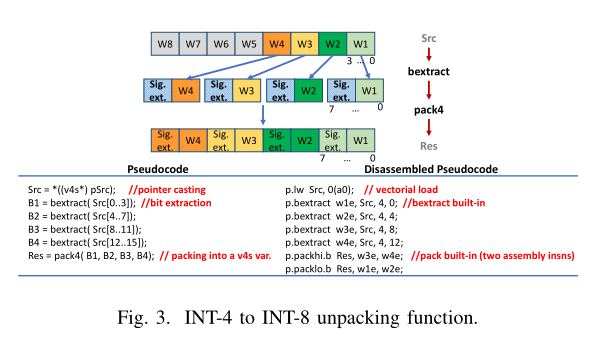 W8 W7 W6 W5 W4 W3 W2 W1
Src
3 ... 0
bextract
Sig. ext. W4 Sig. ext. W3 Sig. ext. W2 Sig. ext. W1
7 ... 0
pack4
Sig. ext. W4 Sig. ext. W3 Sig. ext. W2 Sig. ext. W1
Res
7 ... 0
Pseudocode
Disassembled Pseudocode
Src = *((v4s*) pSrc); //pointer casting
B1 = bextract( Src[0..3]); //bit extraction
B2 = bextract( Src[4..7]);
B3 = bextract( Src[8..11]);
B4 = bextract( Src[12..15]);
Res = pack4( B1, B2, B3, B4); // packing into a v4s var.
p.lw Src, 0(a0); // vectorial load
p.bextract w1e, Src, 4, 0; //bextract built-in
p.bextract w2e, Src, 4, 4;
p.bextract w3e, Src, 4, 8;
p.bextract w4e, Src, 4, 12;
p.packhi.b Res, w3e, w4e; //pack built-in (two assembly insns)
p.packlo.b Res, w1e, w2e;
Fig. 3. INT-4 to INT-8 unpacking function.